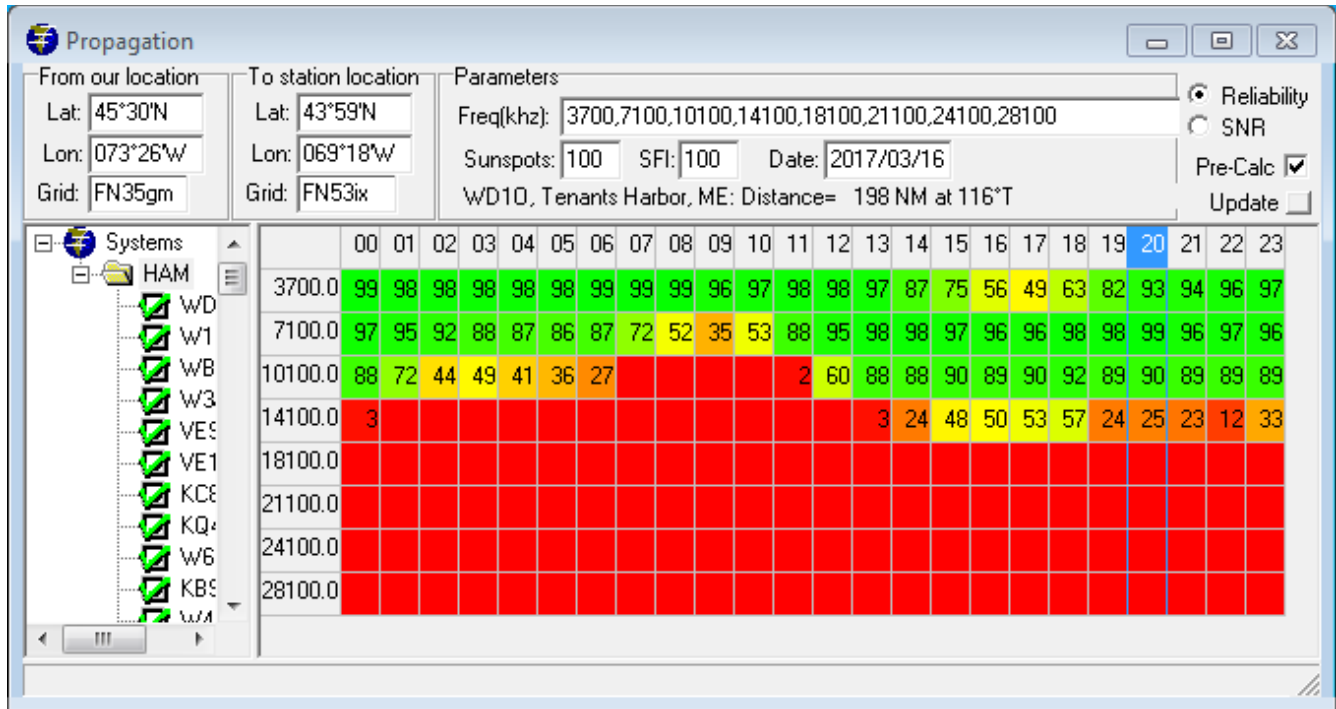 Propagation
From our location
Lat: 45°30'N
Lon: 073°26'W
Grid: FN35gm
To station location
Lat: 43°59'N
Lon: 069°18'W
Grid: FN53ix
Parameters
Freq(khz): 3700,7100,10100,14100,18100,21100,24100,28100
Sunspots: 100 SFI: 100 Date: 2017/03/16
WD1O, Tenants Harbor, ME: Distance= 198 NM at 116°T
Reliability
SNR
Pre-Calc
Update
Systems
HAM
WD
W1
WB
W3
VE9
VE1
KC8
KQ4
W6
KB9
W4
00 01 02 03 04 05 06 07 08 09 10 11 12 13 14 15 16 17 18 19 20 21 22 23
3700.0 99 98 98 98 98 98 99 99 99 96 97 98 98 97 87 75 56 49 63 82 93 94 96 97
7100.0 97 95 92 88 87 86 87 72 52 35 53 88 95 98 98 97 96 96 98 98 99 96 97 96
10100.0 88 72 44 49 41 36 27 2 60 88 88 90 89 90 92 89 90 89 89 89
14100.0 3 3 24 48 50 53 57 24 25 23 12 33
18100.0
21100.0
24100.0
28100.0